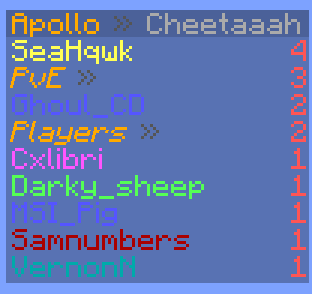 Apollo » Cheetaaah
SeaHqwk 4
PvE » 3
Ghoul_CD 2
Players » 2
Cxlibri 1
Darky_sheep 1
MSI_Pig 1
Samnumbers 1
VernonM 1